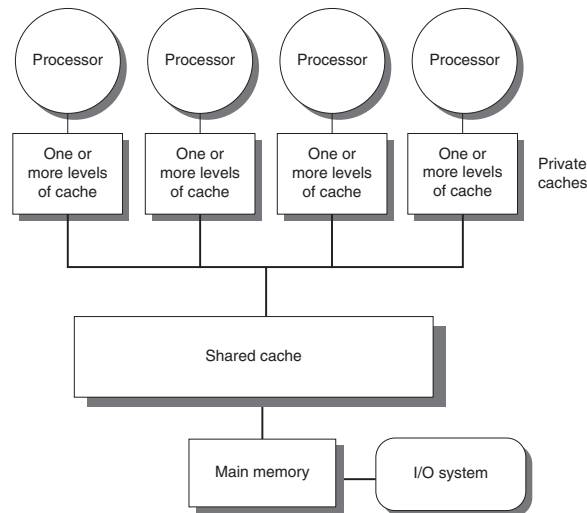 Processor
Processor
Processor
Processor
One or
more levels
of cache
One or
more levels
of cache
One or
more levels
of cache
One or
more levels
of cache
Private
caches
Shared cache
Main memory
I/O system